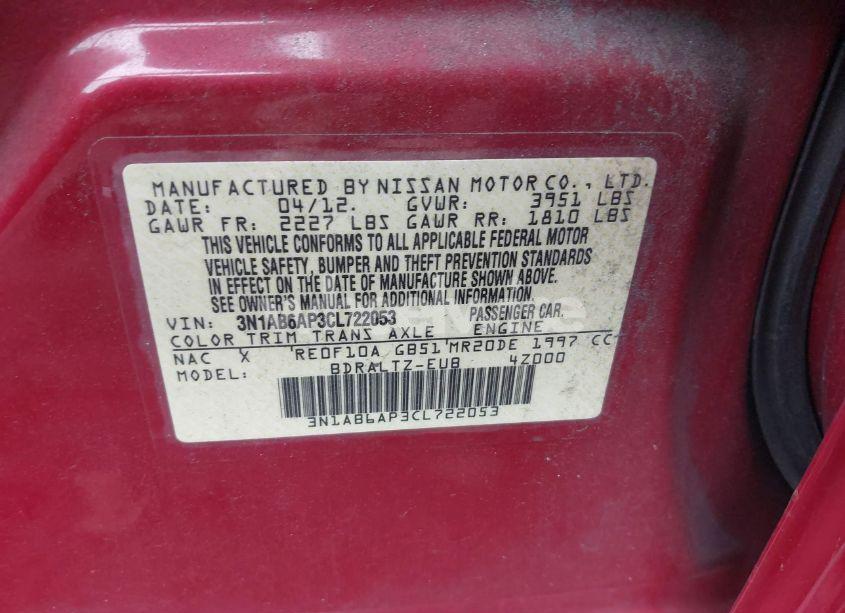 MANUFACTURED BY NISSAN MOTOR CO., LTD.
DATE: 04/12. GVWR: 3951 LBS
GAWR FR: 2227 LBS GAWR RR: 1810 LBS
THIS VEHICLE CONFORMS TO ALL APPLICABLE FEDERAL MOTOR
VEHICLE SAFETY, BUMPER AND THEFT PREVENTION STANDARDS
IN EFFECT ON THE DATE OF MANUFACTURE SHOWN ABOVE.
SEE OWNER'S MANUAL FOR ADDITIONAL INFORMATION
VIN: 3N1AB6AP3CL722053 PASSENGER CAR.
COLOR TRIM TRANS AXLE ENGINE
NAC X 'RE0F10A GB51'MR20DE 1997 CC
MODEL: BDRALTZ-EUB 4Z000
3N1AB6AP3CL722053